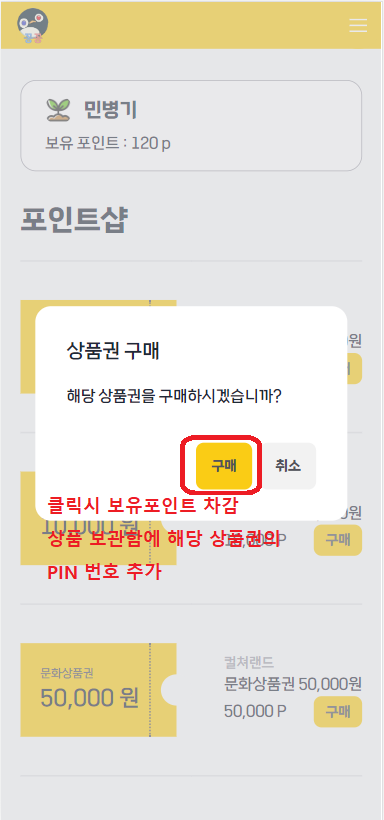 꿈꿈
민병기
보유 포인트 : 120 p
포인트샵
원
상품권 구매
해당 상품권을 구매하시겠습니까?
구매
취소
클릭시 보유포인트 차감
상품 보관함에 해당 상품권의
PIN 번호 추가
10,000 원
0원
10,000 P
구매
문화상품권
50,000 원
컬쳐랜드
문화상품권 50,000원
50,000 P
구매